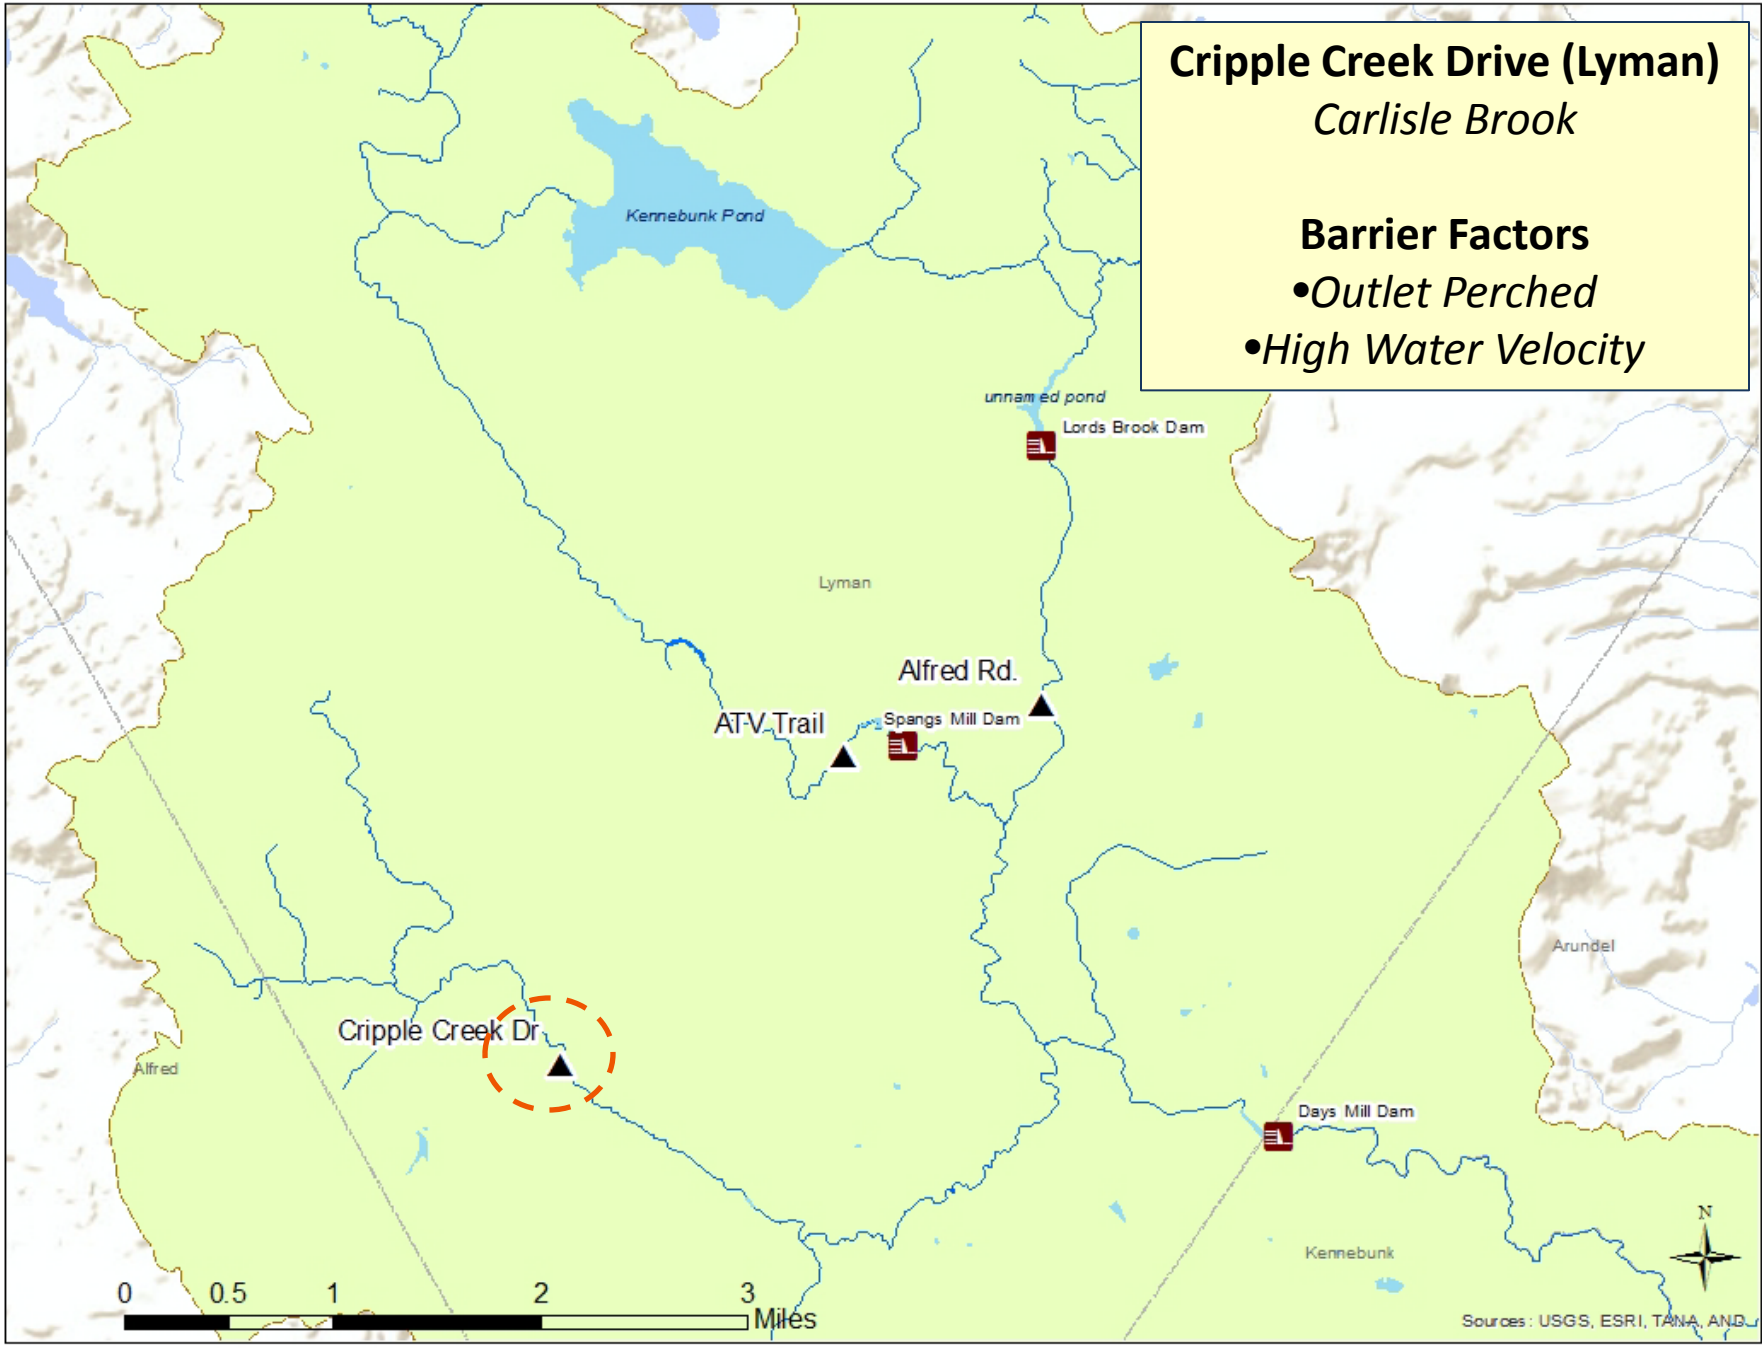 Cripple Creek Drive (Lyman)
Carlisle Brook
Barrier Factors
•Outlet Perched
•High Water Velocity
Kennebunk Pond
unnamed pond
Lords Brook Dam
Lyman
Alfred Rd.
ATV Trail
Spangs Mill Dam
Arundel
Cripple Creek Dr
Alfred
Days Mill Dam
N
Kennebunk
0 0.5 1 2 3
Miles
Sources: USGS, ESRI, TANA, AND